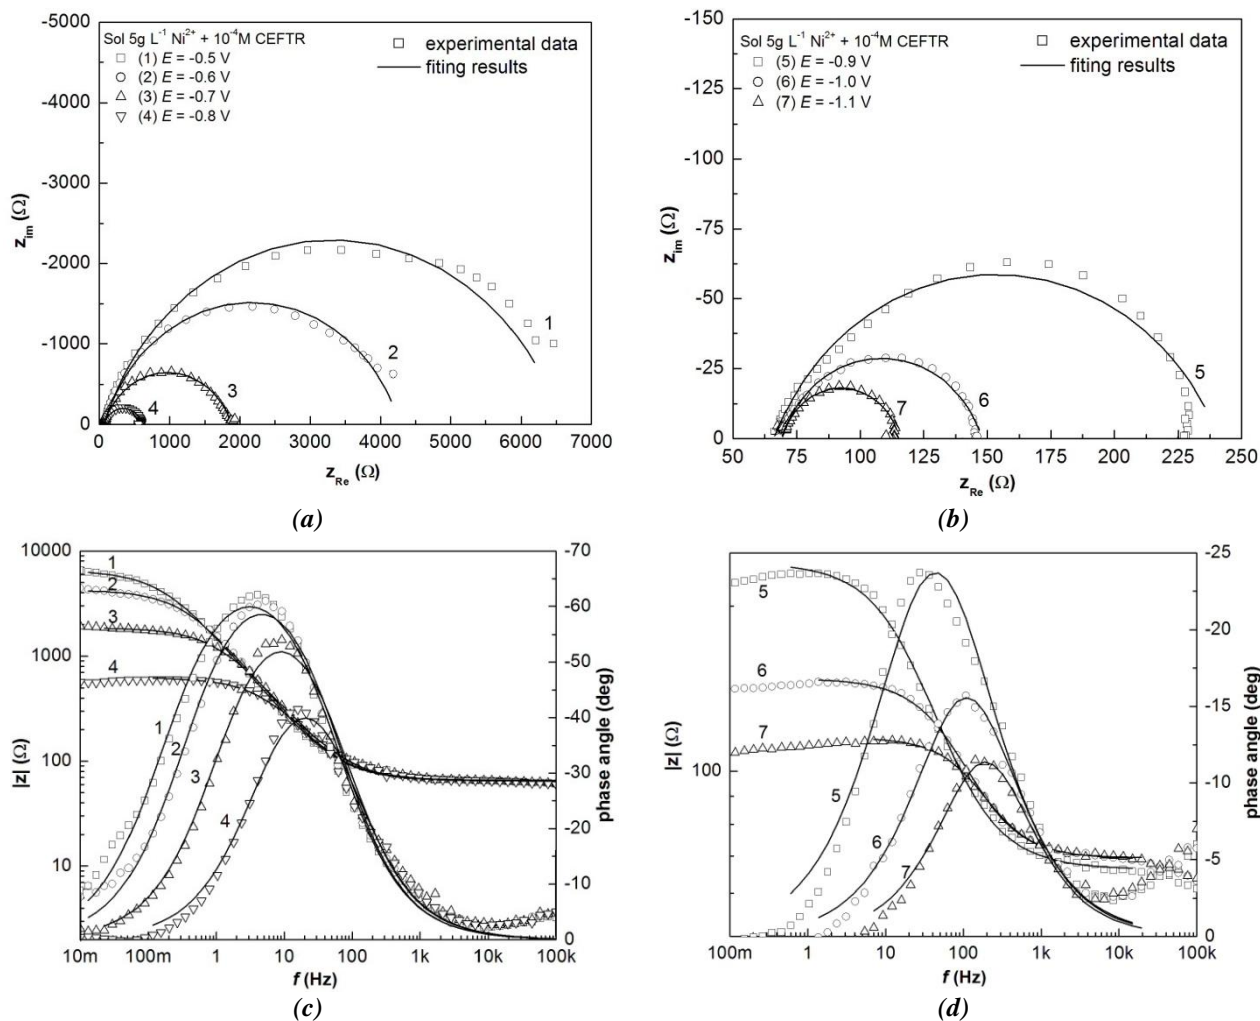 -5000
-4000
-3000
-2000
-1000
0
Sol 5g L⁻¹ Ni²⁺ + 10⁻⁴M CEFTR
(1) E = -0.5 V
(2) E = -0.6 V
(3) E = -0.7 V
(4) E = -0.8 V
experimental data
fiting results
1
2
3
4
z_im (Ω)
0 1000 2000 3000 4000 5000 6000 7000
z_Re (Ω)
(a)
-150
-125
-100
-75
-50
-25
0
Sol 5g L⁻¹ Ni²⁺ + 10⁻⁴M CEFTR
(5) E = -0.9 V
(6) E = -1.0 V
(7) E = -1.1 V
experimental data
fiting results
5
6
7
z_im (Ω)
50 75 100 125 150 175 200 225 250
z_Re (Ω)
(b)
10000
1000
100
10
|z| (Ω)
1
2
3
4
1
2
3
4
-70
-60
-50
-40
-30
-20
-10
0
phase angle (deg)
10m 100m 1 10 100 1k 10k 100k
f (Hz)
(c)
100
|z| (Ω)
5
6
7
5
6
7
-25
-20
-15
-10
-5
0
phase angle (deg)
100m 1 10 100 1k 10k 100k
f (Hz)
(d)